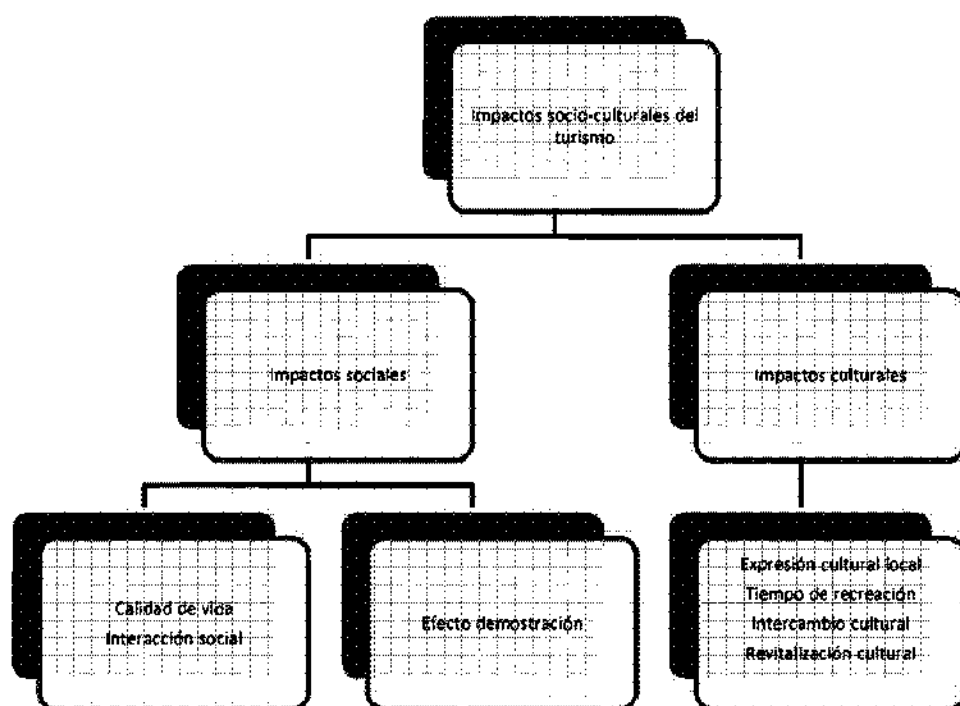 Impactos socio-culturales del
turismo
Impactos sociales
Impactos culturales
Calidad de vida
Interacción social
Efecto demostración
Expresión cultural local
Tiempo de recreación
Intercambio cultural
Revitalización cultural